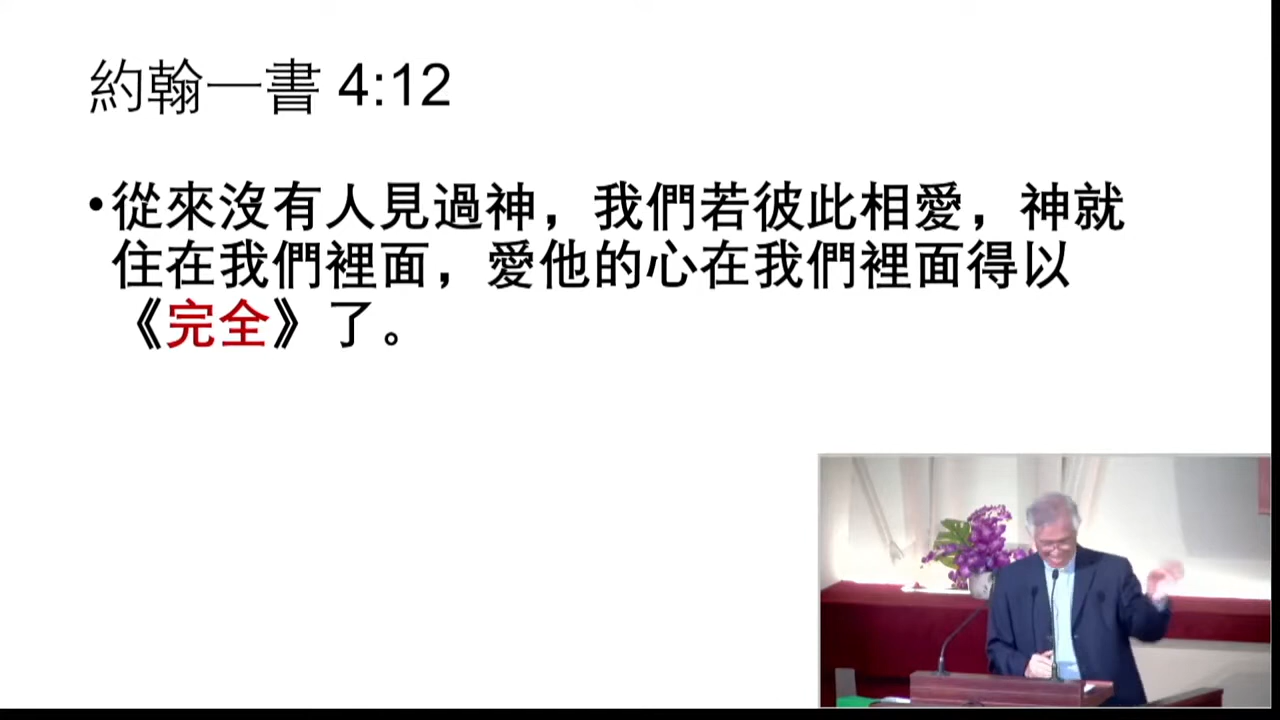 約翰一書 4:12
•從來沒有人見過神，我們若彼此相愛，神就
住在我們裡面，愛他的心在我們裡面得以
《完全》了。